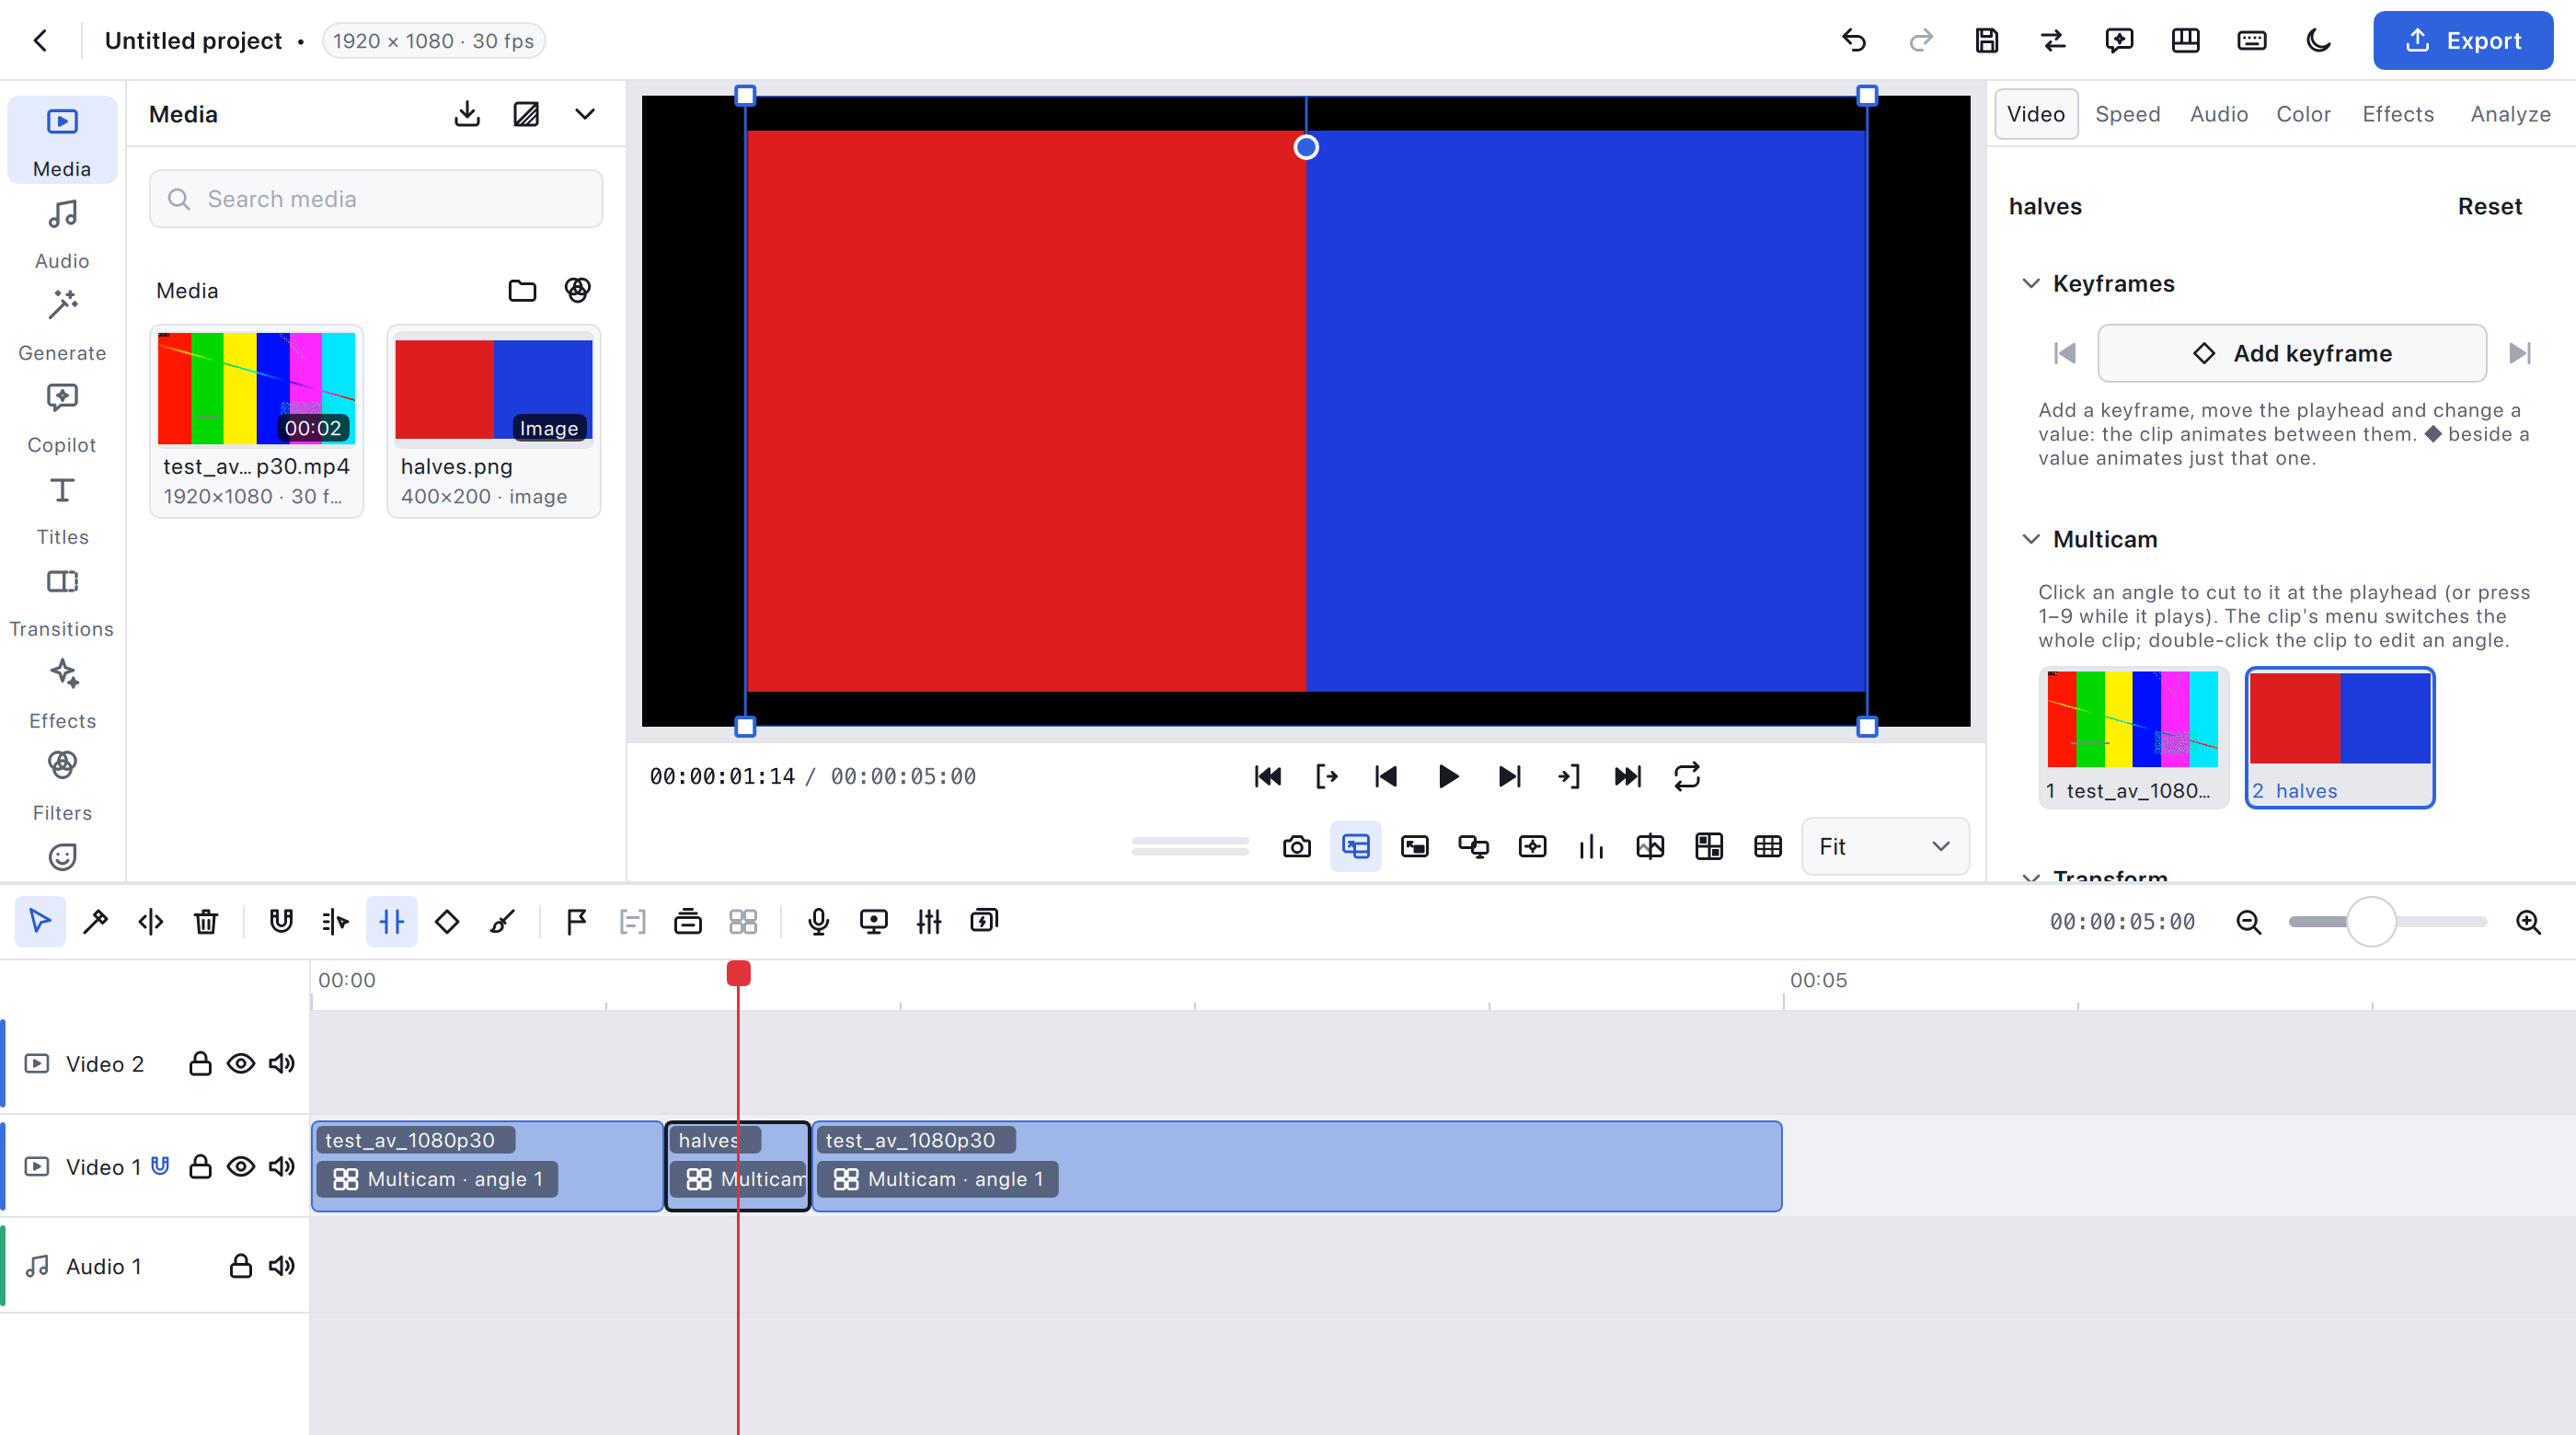 Untitled project •
1920 × 1080 · 30 fps
Export
Media
Audio
Generate
Copilot
Titles
Transitions
Effects
Filters
Media
Search media
Media
00:02
test_av… p30.mp4
1920×1080 · 30 f…
Image
halves.png
400×200 · image
00:00:01:14 / 00:00:05:00
Fit
Video
Speed
Audio
Color
Effects
Analyze
halves
Reset
Keyframes
Add keyframe
Add a keyframe, move the playhead and change a
value: the clip animates between them. ◆ beside a
value animates just that one.
Multicam
Click an angle to cut to it at the playhead (or press
1–9 while it plays). The clip's menu switches the
whole clip; double-click the clip to edit an angle.
1 test_av_1080…
2 halves
Transform
00:00:05:00
00:00
00:05
Video 2
Video 1
test_av_1080p30
Multicam · angle 1
halves
Multicam
test_av_1080p30
Multicam · angle 1
Audio 1